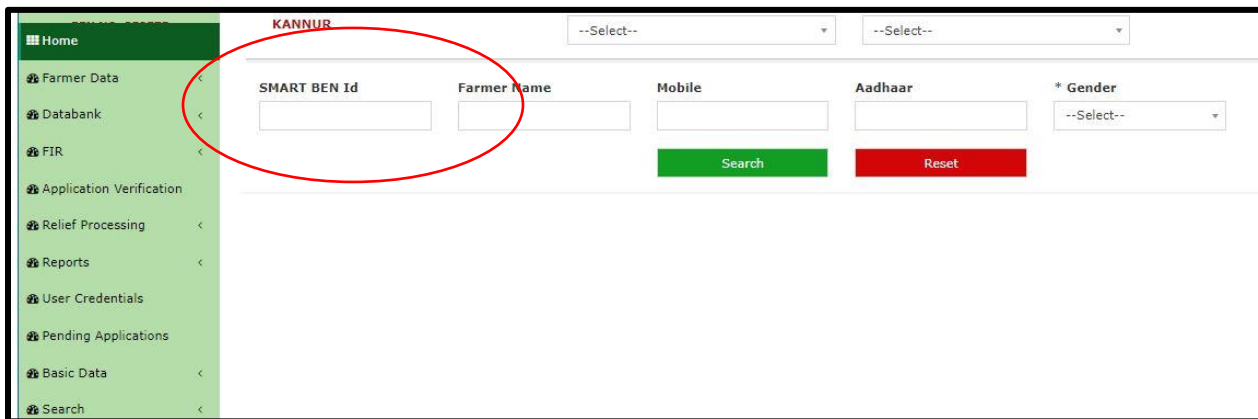 KANNUR
--Select--
--Select--
Home
Farmer Data
Databank
FIR
Application Verification
Relief Processing
Reports
User Credentials
Pending Applications
Basic Data
Search
SMART BEN Id
Farmer Name
Mobile
Aadhaar
* Gender
--Select--
Search
Reset